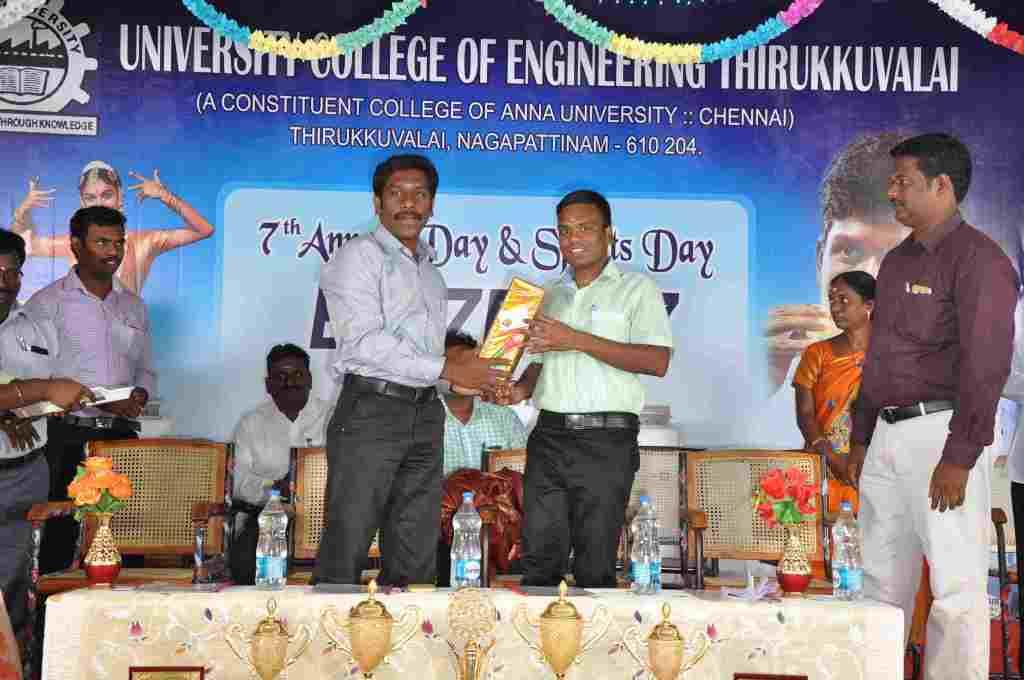 UNIVERSITY COLLEGE OF ENGINEERING THIRUKKUVALAI
(A CONSTITUENT COLLEGE OF ANNA UNIVERSITY :: CHENNAI)
THIRUKKUVALAI, NAGAPATTINAM - 610 204.
THROUGH KNOWLEDGE
7th Day & Day